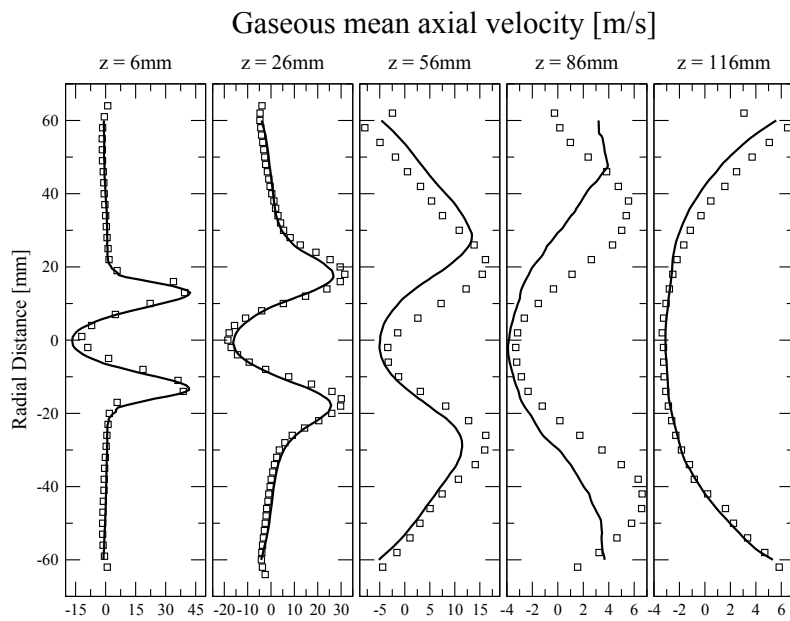 Gaseous mean axial velocity [m/s]
z = 6mm z = 26mm z = 56mm z = 86mm z = 116mm
Radial Distance [mm]
60
40
20
0
-20
-40
-60
-15 0 15 30 45 -20 -10 0 10 20 30 -5 0 5 10 15 -4 -2 0 2 4 6 -4 -2 0 2 4 6